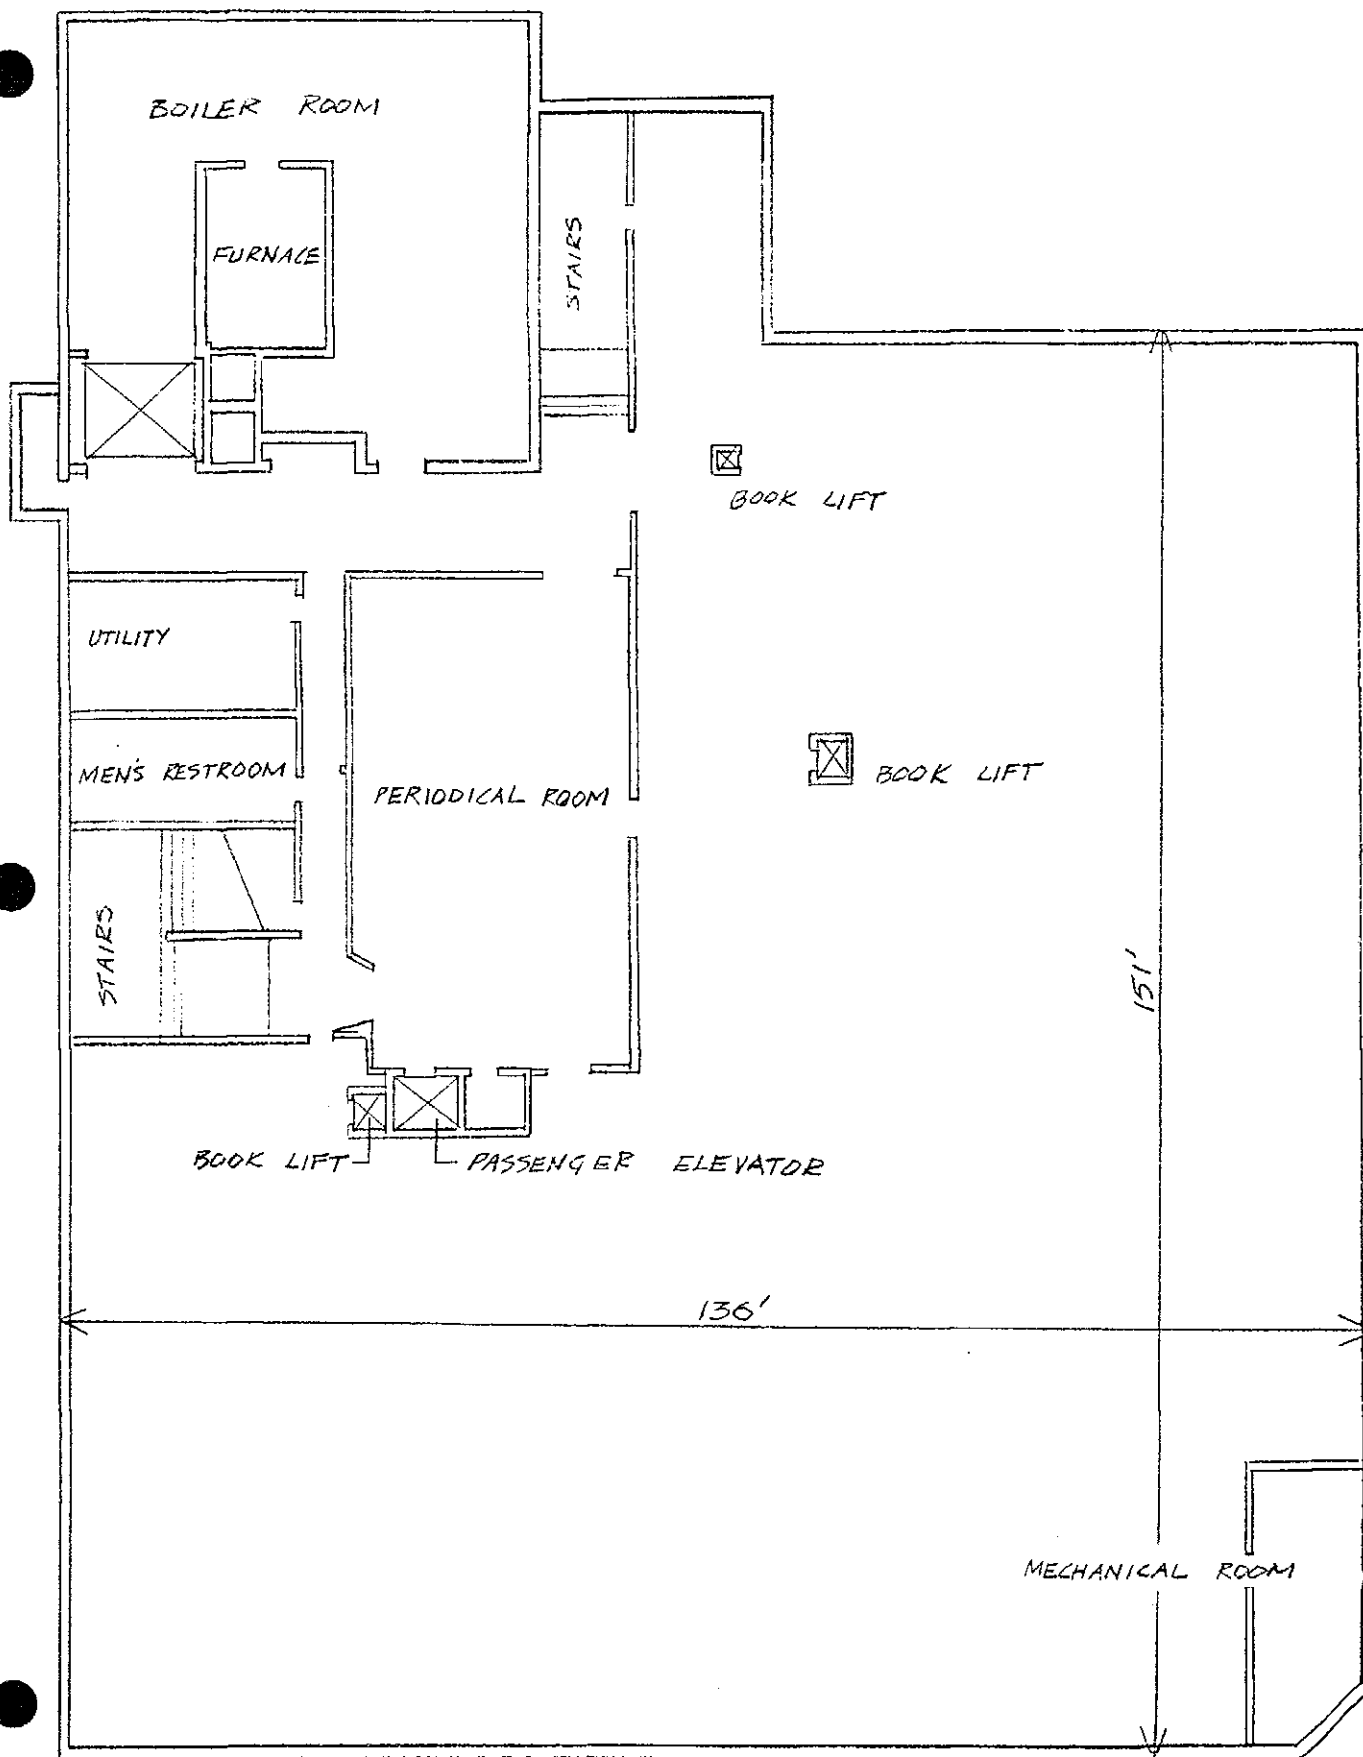 BOILER ROOM
FURNACE
STAIRS
BOOK LIFT
UTILITY
MEN'S RESTROOM
PERIODICAL ROOM
BOOK LIFT
STAIRS
151'
BOOK LIFT
PASSENGER ELEVATOR
136'
MECHANICAL ROOM